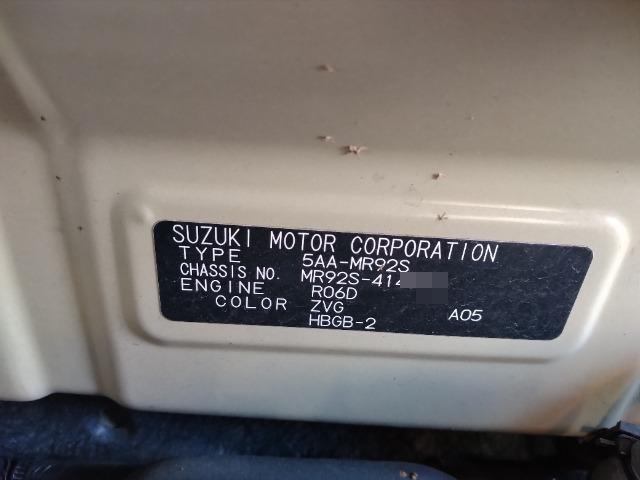 SUZUKI MOTOR CORPORATION
TYPE 5AA-MR92S
CHASSIS NO. MR92S-414
ENGINE R06D
COLOR ZVG
HBGB-2 A05